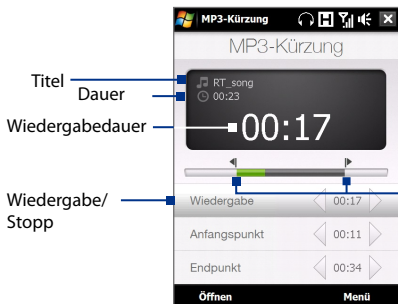 MP3-Kürzung
MP3-Kürzung
Titel
RT_song
Dauer
00:23
Wiedergabedauer
00:17
Wiedergabe/
Stopp
Wiedergabe 00:17
Anfangspunkt 00:11
Endpunkt 00:34
Öffnen Menü